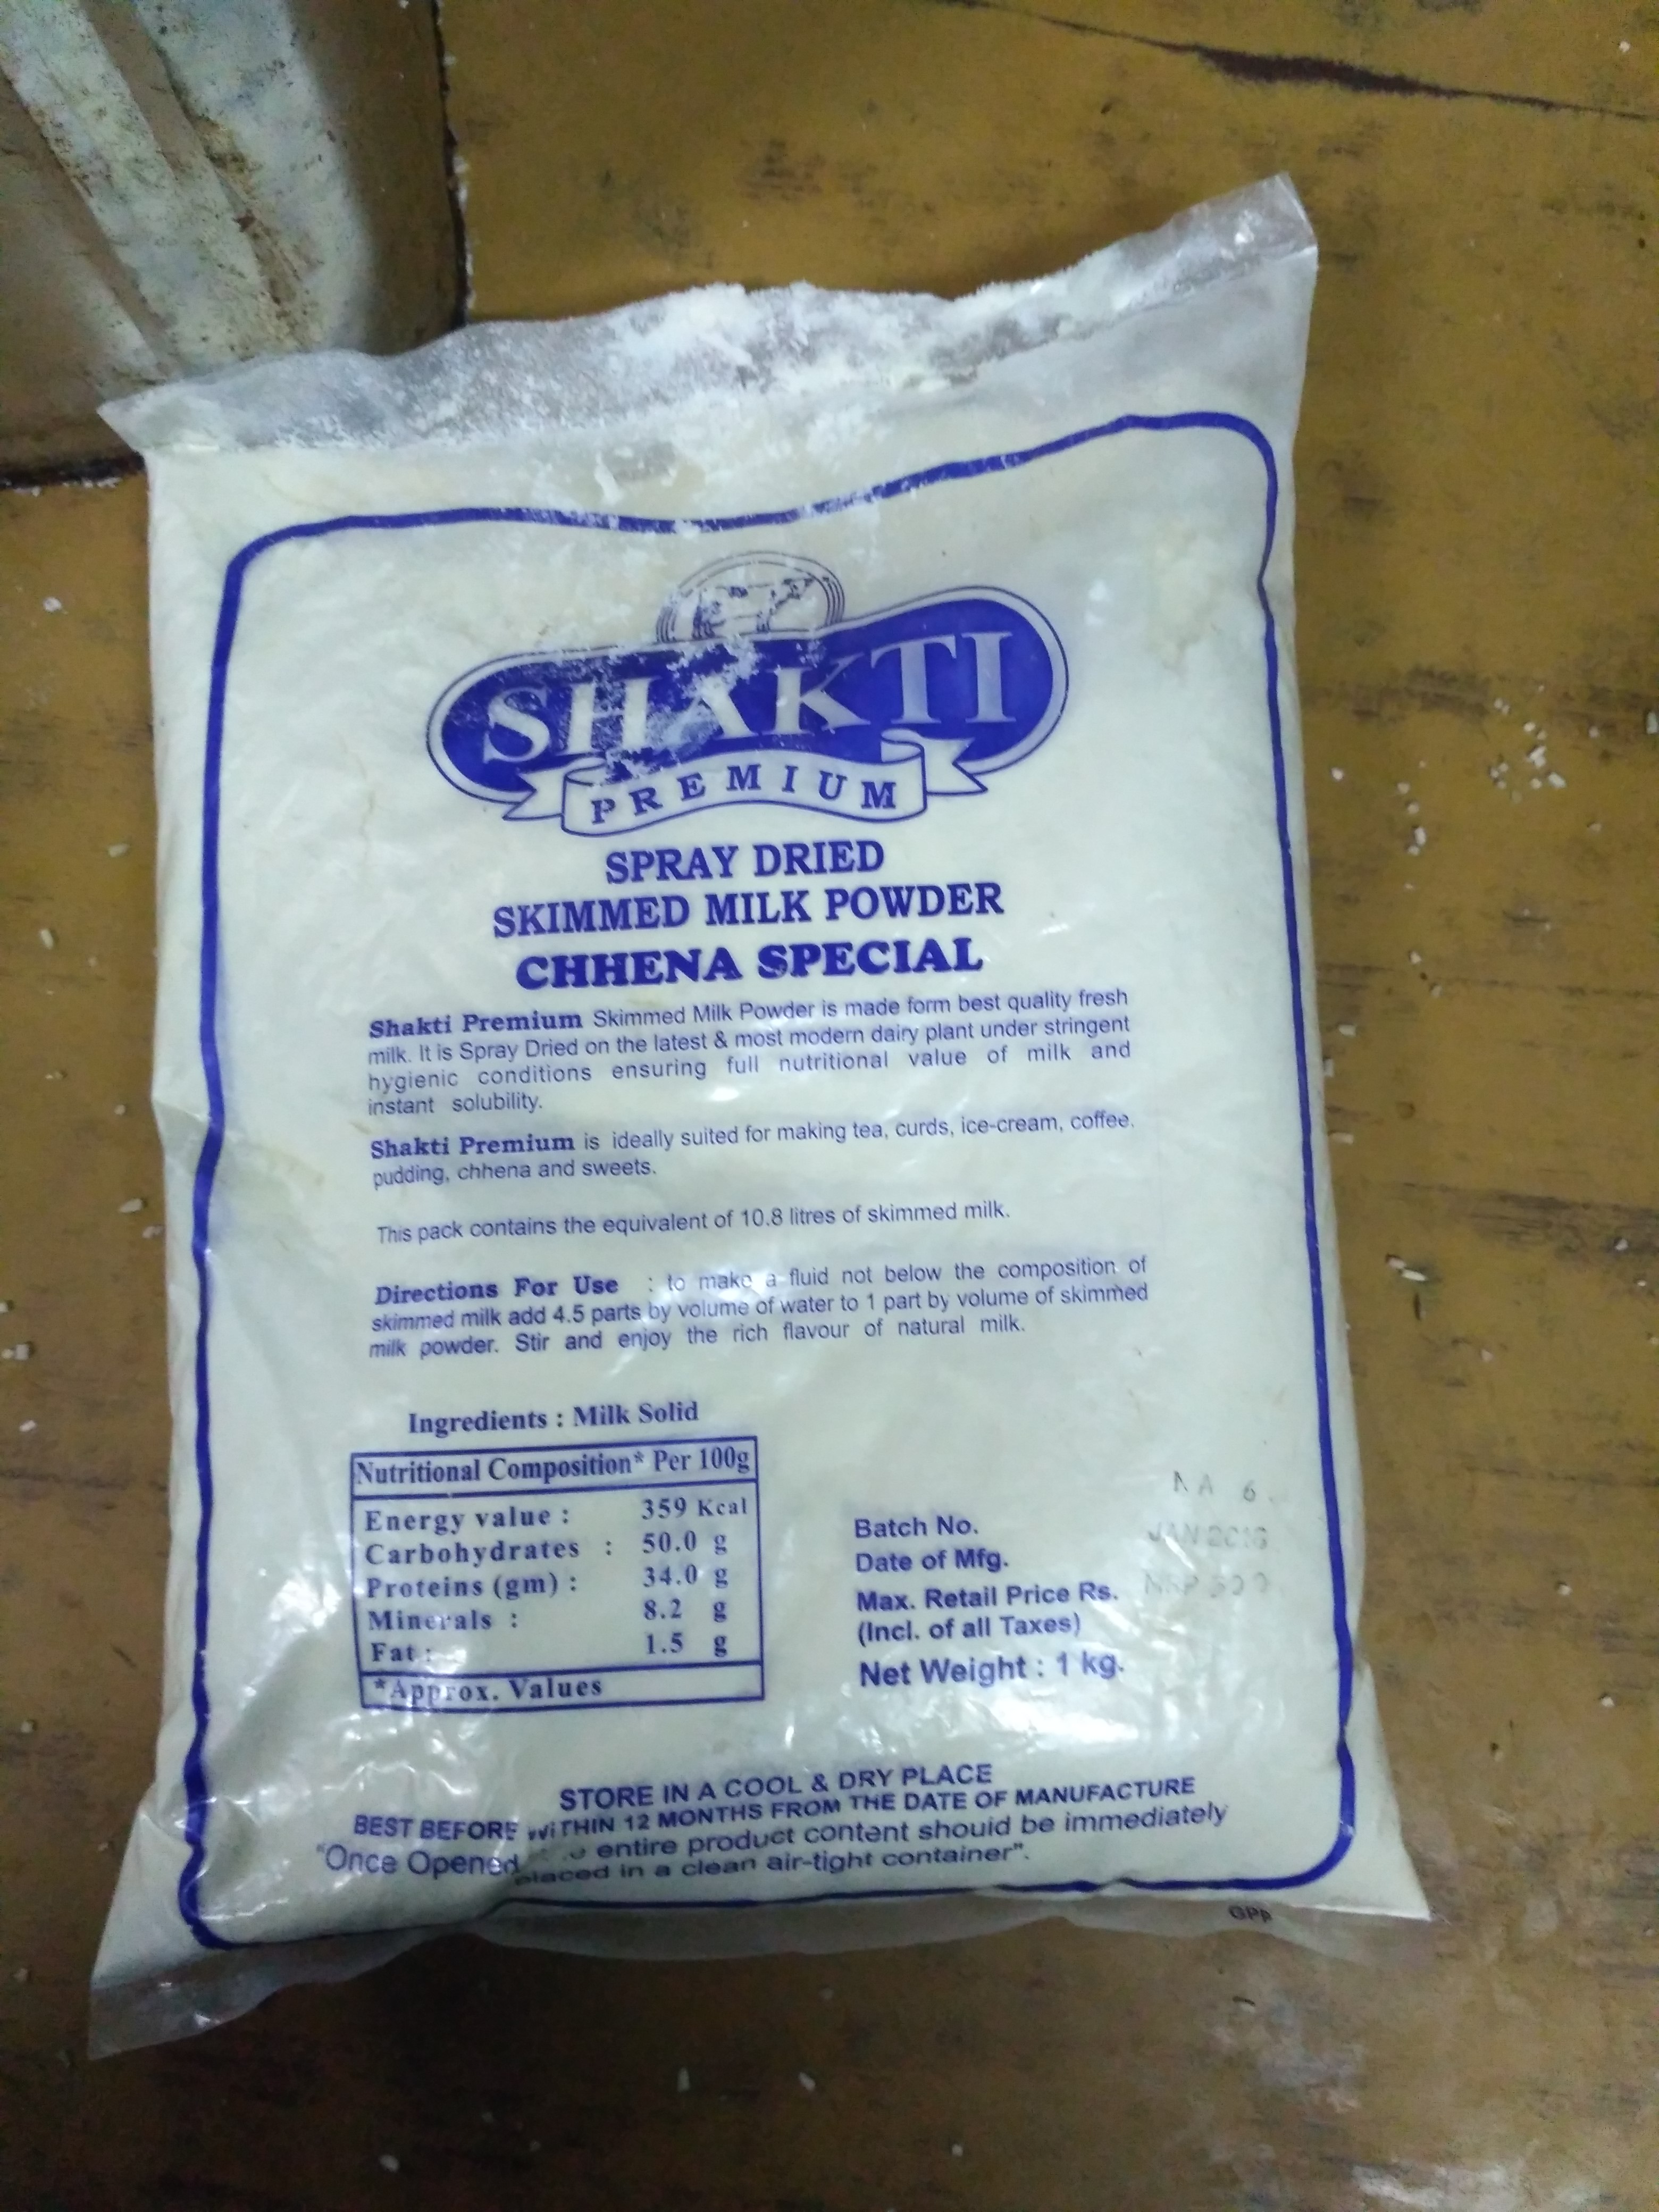 SHAKTI
PREMIUM
SPRAY DRIED
SKIMMED MILK POWDER
CHHENA SPECIAL
Shakti Premium Skimmed Milk Powder is made form best quality fresh
milk. It is Spray Dried on the latest & most modern dairy plant under stringent
hygienic conditions ensuring full nutritional value of milk and
instant solubility.
Shakti Premium is ideally suited for making tea, curds, ice-cream, coffee,
pudding, chhena and sweets.
This pack contains the equivalent of 10.8 litres of skimmed milk.
Directions For Use : to make a fluid not below the composition of
skimmed milk add 4.5 parts by volume of water to 1 part by volume of skimmed
milk powder. Stir and enjoy the rich flavour of natural milk.
Ingredients : Milk Solid
Nutritional Composition* Per 100g
Energy value : 359 Kcal
Carbohydrates : 50.0 g
Proteins (gm) : 34.0 g
Minerals : 8.2 g
Fat : 1.5 g
*Approx. Values
Batch No.
Date of Mfg. JAN
Max. Retail Price Rs.
(Incl. of all Taxes)
Net Weight : 1 kg.
STORE IN A COOL & DRY PLACE
BEST BEFORE WITHIN 12 MONTHS FROM THE DATE OF MANUFACTURE
"Once Opened entire product content should be immediately
placed in a clean air-tight container".
GPP